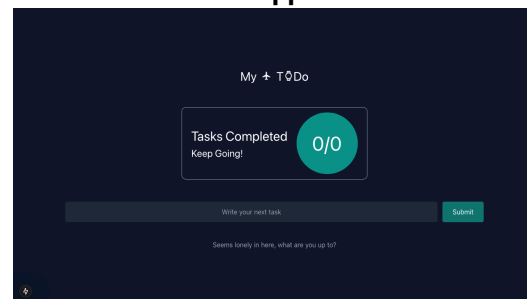 My ✈ T⌚Do
Tasks Completed
Keep Going!
0/0
Write your next task
Submit
Seems lonely in here, what are you up to?